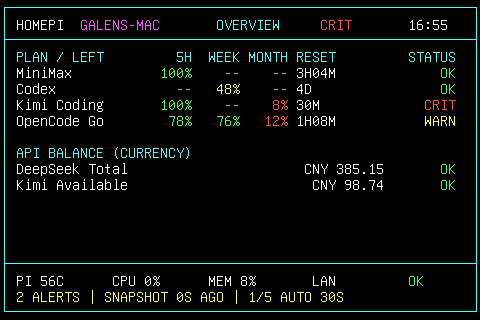 HOMEPI GALENS-MAC OVERVIEW CRIT 16:55
PLAN / LEFT 5H WEEK MONTH RESET STATUS
MiniMax 100% -- -- 3H04M OK
Codex -- 48% -- 4D OK
Kimi Coding 100% -- 8% 30M CRIT
OpenCode Go 78% 76% 12% 1H08M WARN
API BALANCE (CURRENCY)
DeepSeek Total CNY 385.15 OK
Kimi Available CNY 98.74 OK
PI 56C CPU 0% MEM 8% LAN OK
2 ALERTS | SNAPSHOT 0S AGO | 1/5 AUTO 30S